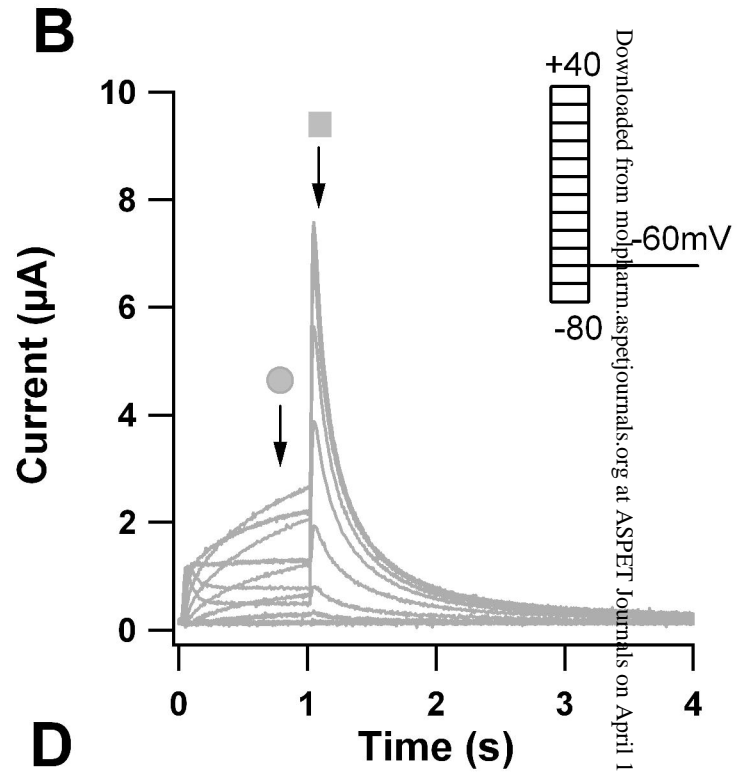 B
Current (µA)
10
8
6
4
2
0
0 1 2 3 4
Time (s)
+40
-60mV
-80
Downloaded from molpharm.aspetjournals.org at ASPET Journals on April 1
D